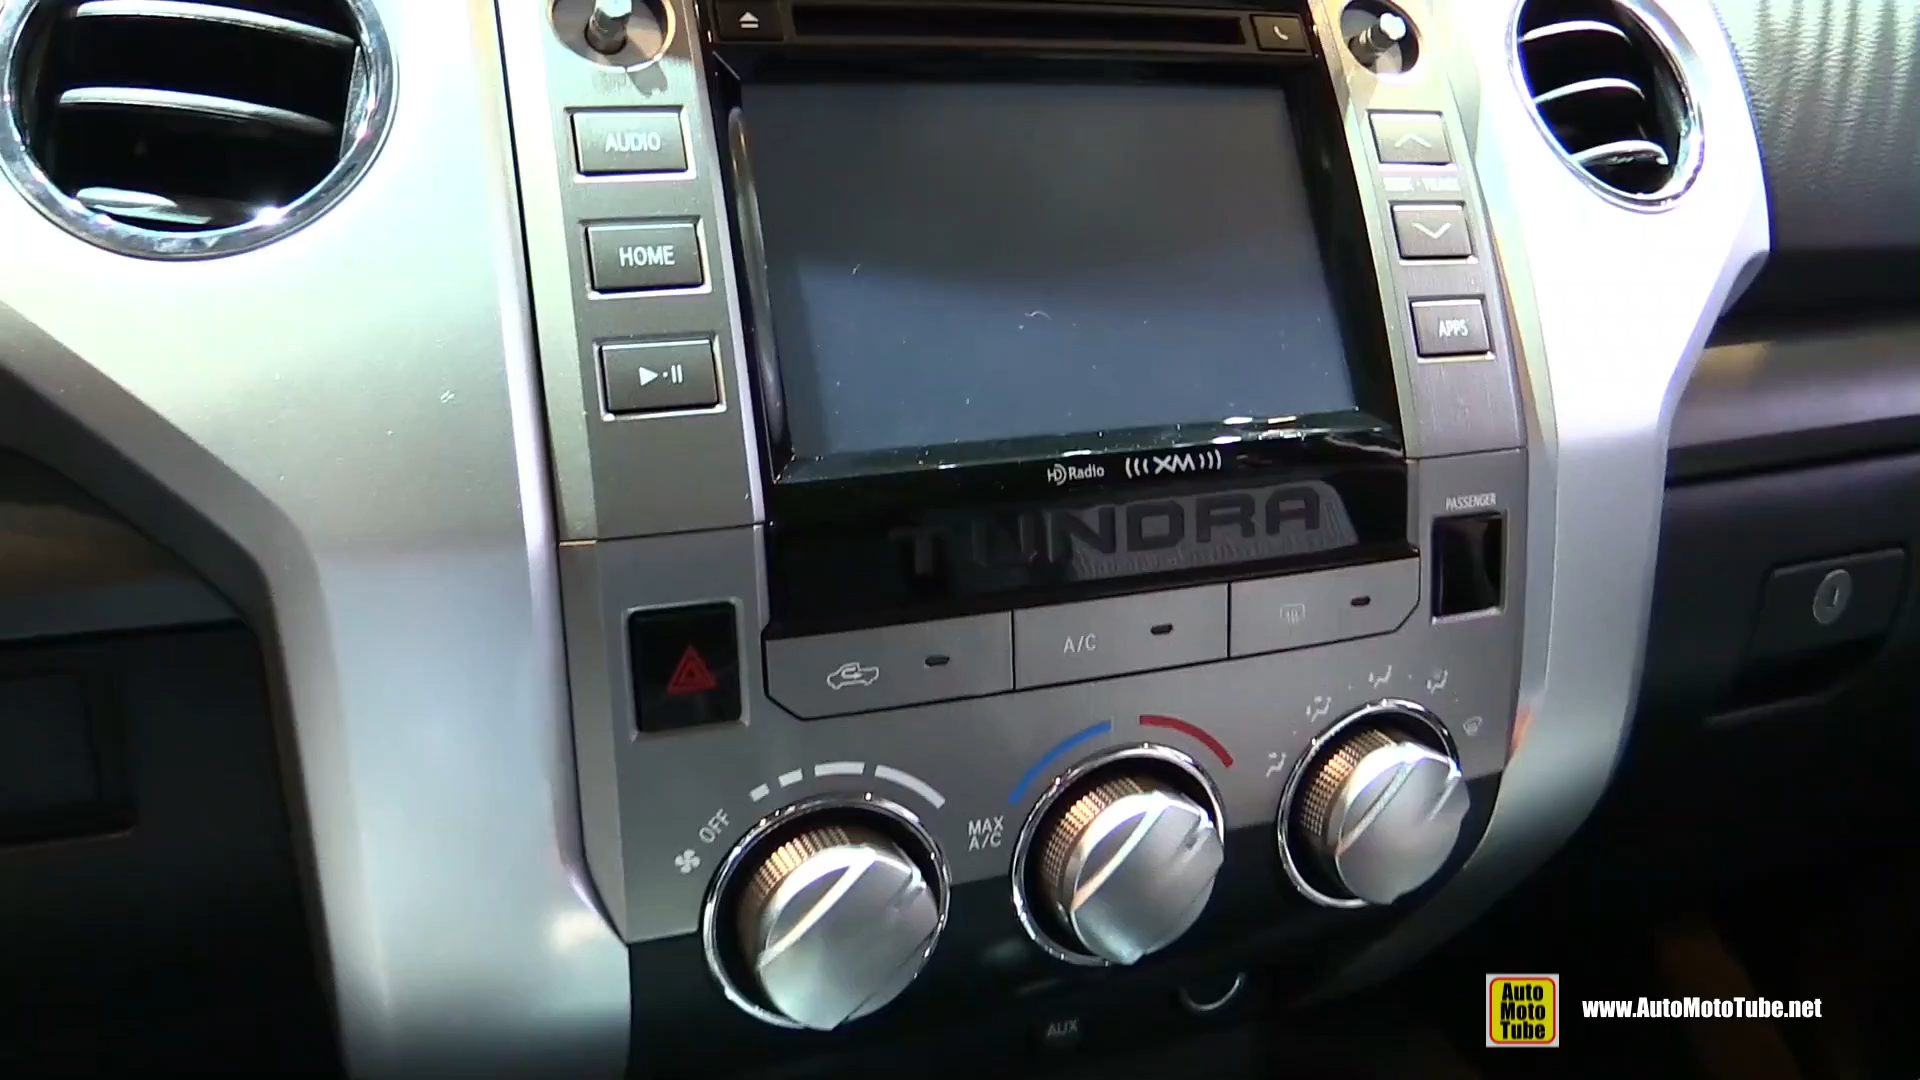 AUDIO
HOME
APPS
HD Radio
(((XM)))
TUNDRA
PASSENGER
A/C
OFF
MAX
A/C
AUX
Auto
Moto
Tube
www.AutoMotoTube.net